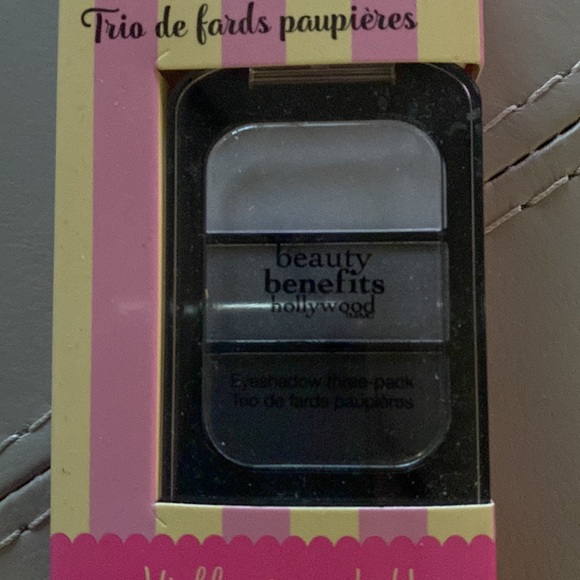 Trio de fards paupières
beauty
benefits
hollywood
Eyeshadow three-pack
Trio de fards paupières